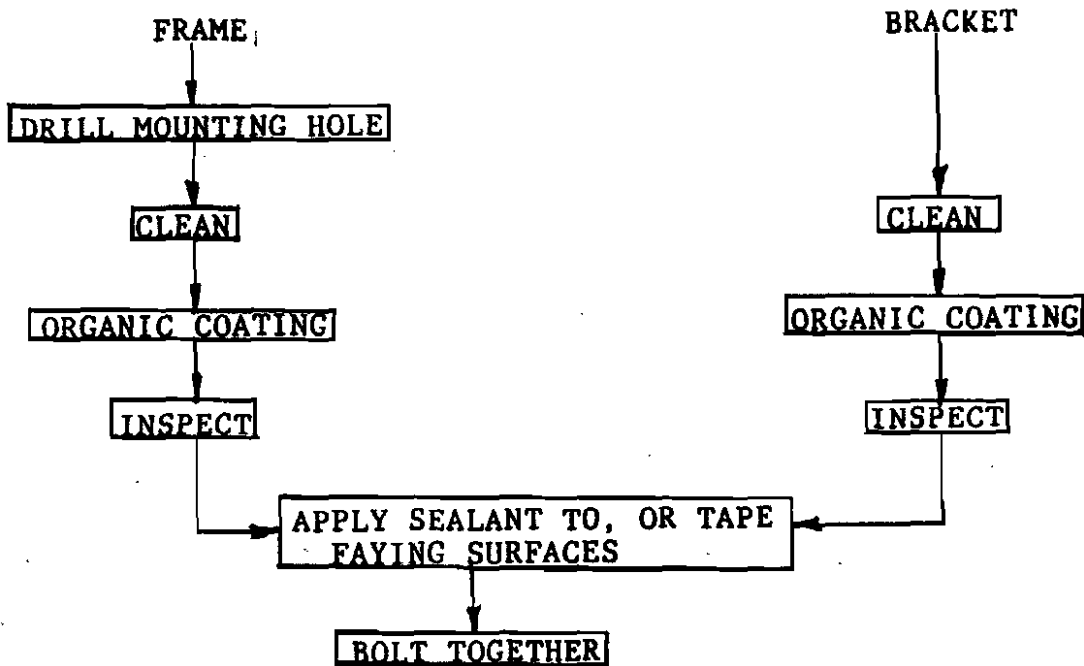 FRAME
DRILL MOUNTING HOLE
CLEAN
ORGANIC COATING
INSPECT
BRACKET
CLEAN
ORGANIC COATING
INSPECT
APPLY SEALANT TO, OR TAPE
FAYING SURFACES
BOLT TOGETHER